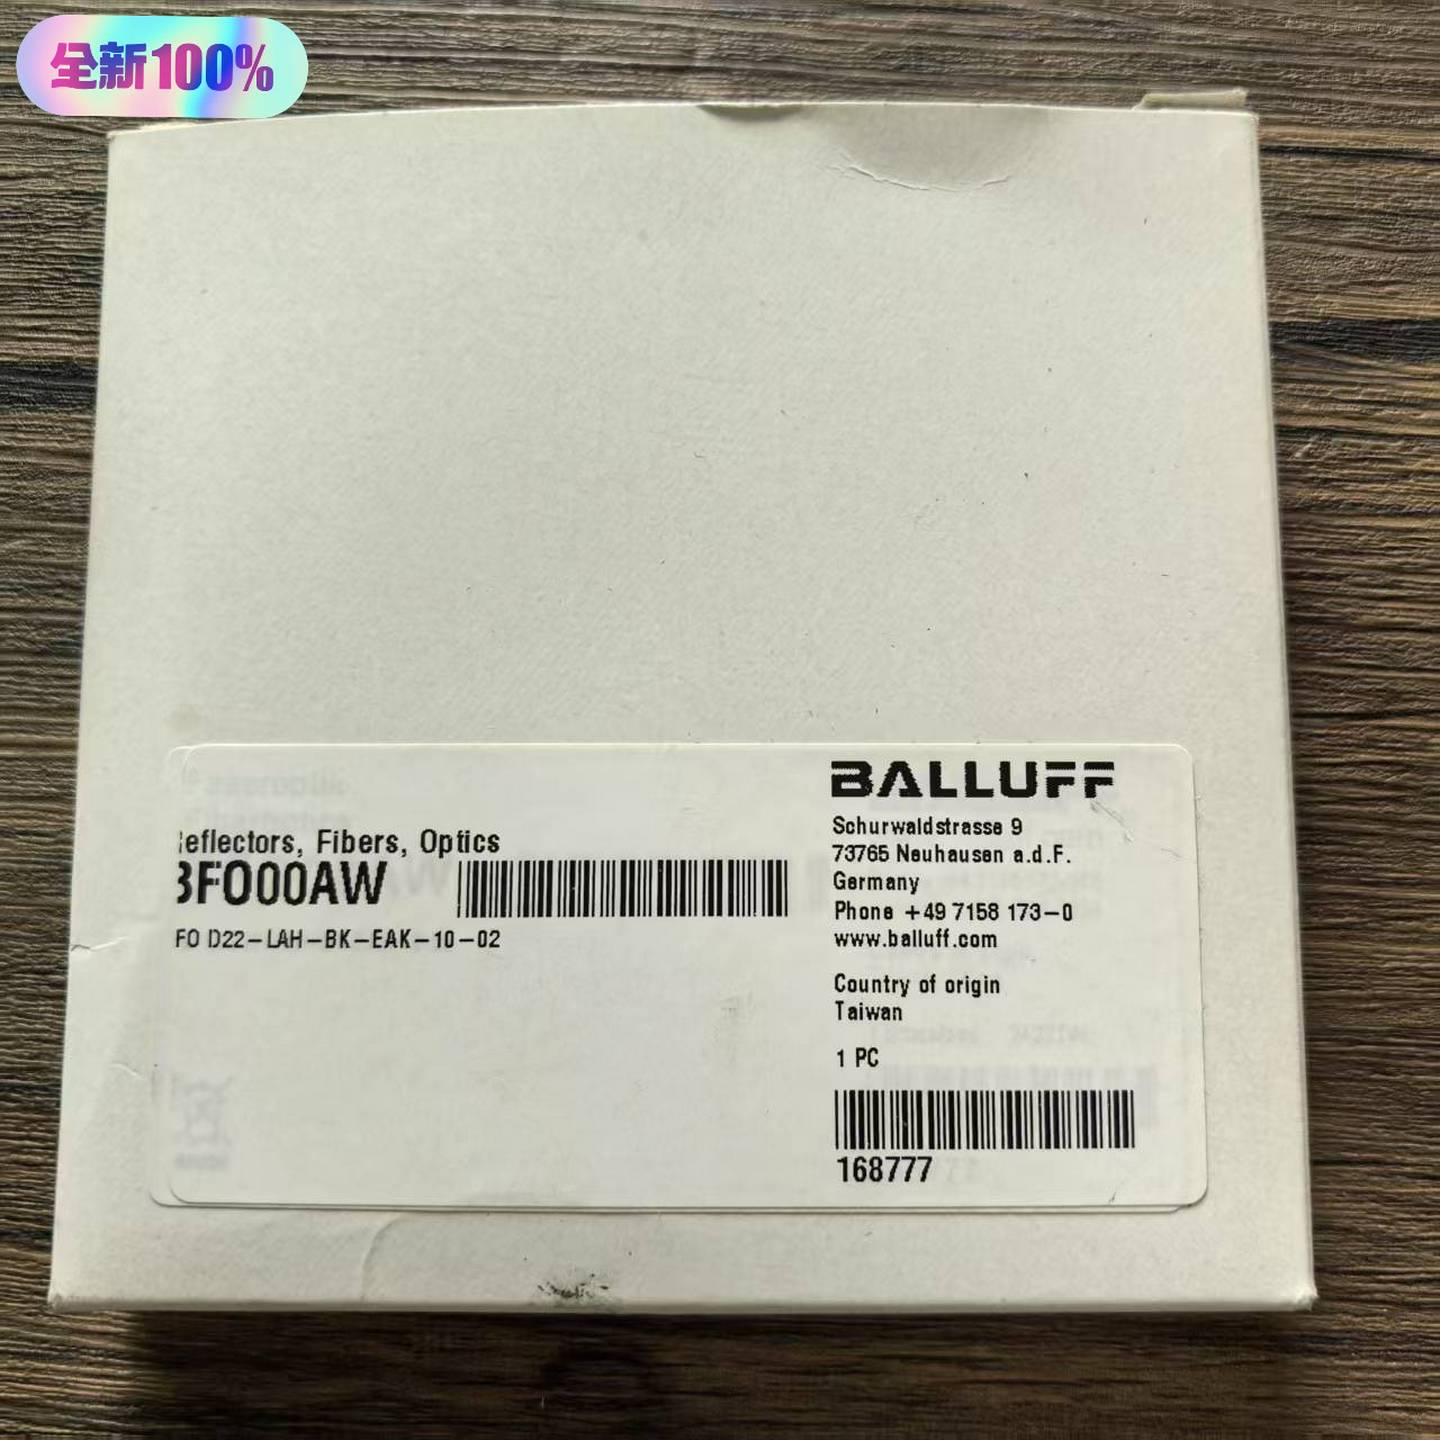 全新100%
eflectors, Fibers, Optics
BFO00AW
FO D22-LAH-BK-EAK-10-02
BALLUFF
Schurwaldstrasse 9
73765 Neuhausen a.d.F.
Germany
Phone +49 7158 173-0
www.balluff.com
Country of origin
Taiwan
1 PC
168777